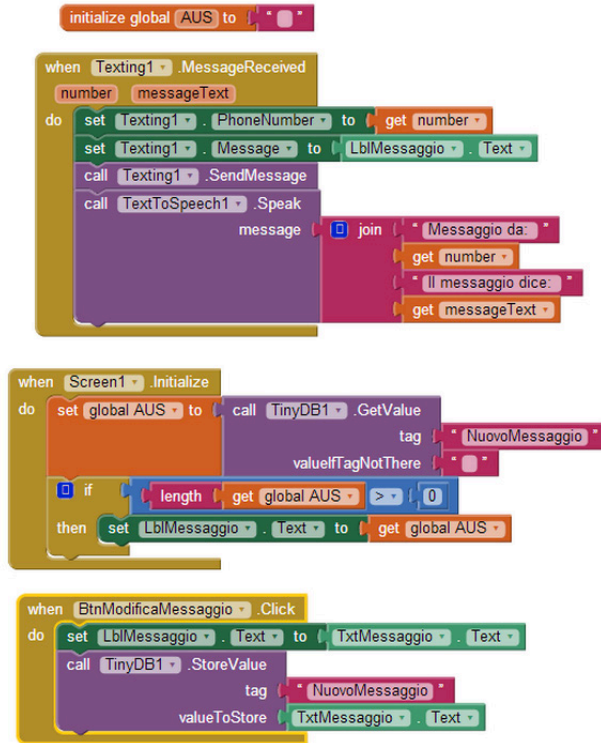 initialize global AUS to " "
when Texting1 .MessageReceived
number messageText
do set Texting1 . PhoneNumber to get number
set Texting1 . Message to LblMessaggio . Text
call Texting1 .SendMessage
call TextToSpeech1 .Speak
message join " Messaggio da: "
get number
" Il messaggio dice: "
get messageText
when Screen1 .Initialize
do set global AUS to call TinyDB1 .GetValue
tag " NuovoMessaggio "
valueIfTagNotThere " "
if length get global AUS > 0
then set LblMessaggio . Text to get global AUS
when BtnModificaMessaggio .Click
do set LblMessaggio . Text to TxtMessaggio . Text
call TinyDB1 .StoreValue
tag " NuovoMessaggio "
valueToStore TxtMessaggio . Text